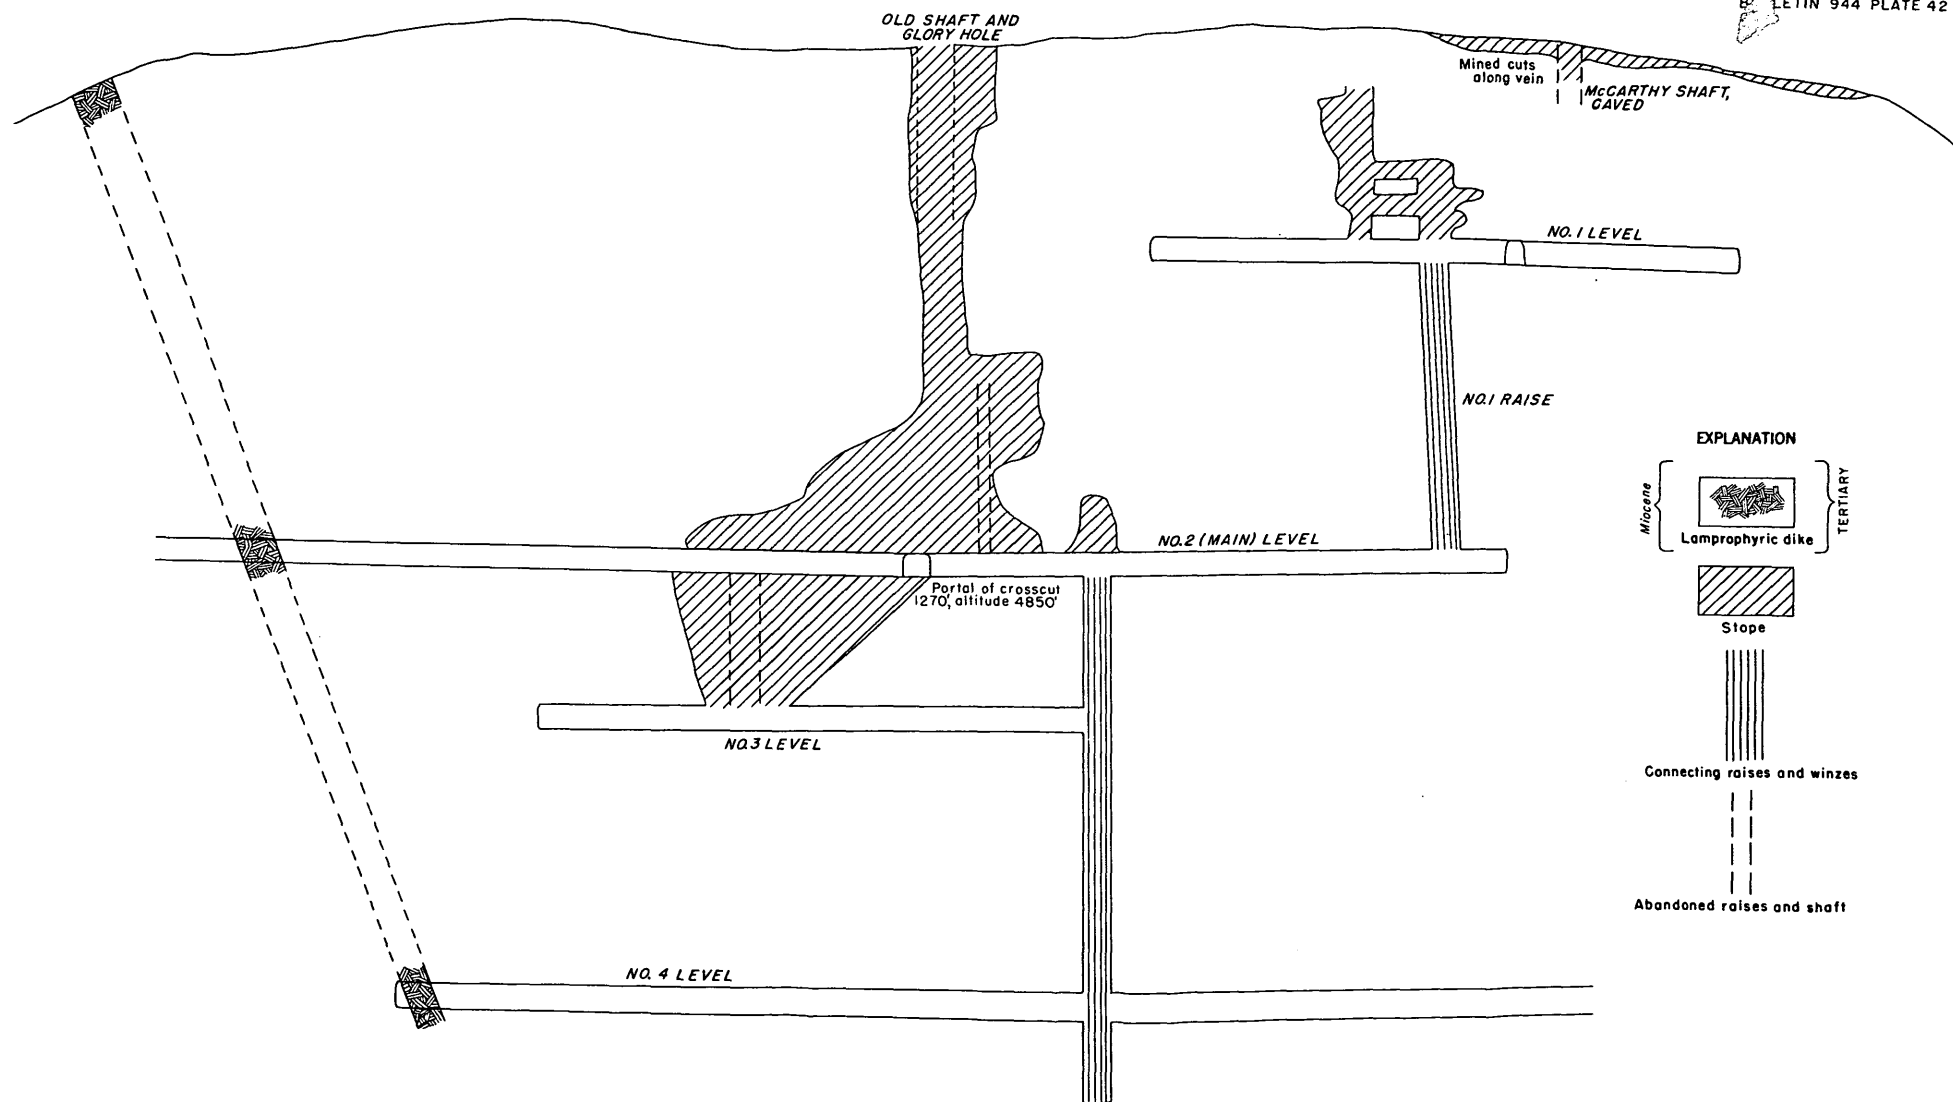 LETIN 944 PLATE 42
OLD SHAFT AND
GLORY HOLE
Mined cuts
along vein
McCARTHY SHAFT,
CAVED
NO. 1 LEVEL
NO. 1 RAISE
EXPLANATION
Miocene
TERTIARY
Lamprophyric dike
NO. 2 (MAIN) LEVEL
Portal of crosscut
1270', altitude 4850'
Stope
NO. 3 LEVEL
Connecting raises and winzes
Abandoned raises and shaft
NO. 4 LEVEL